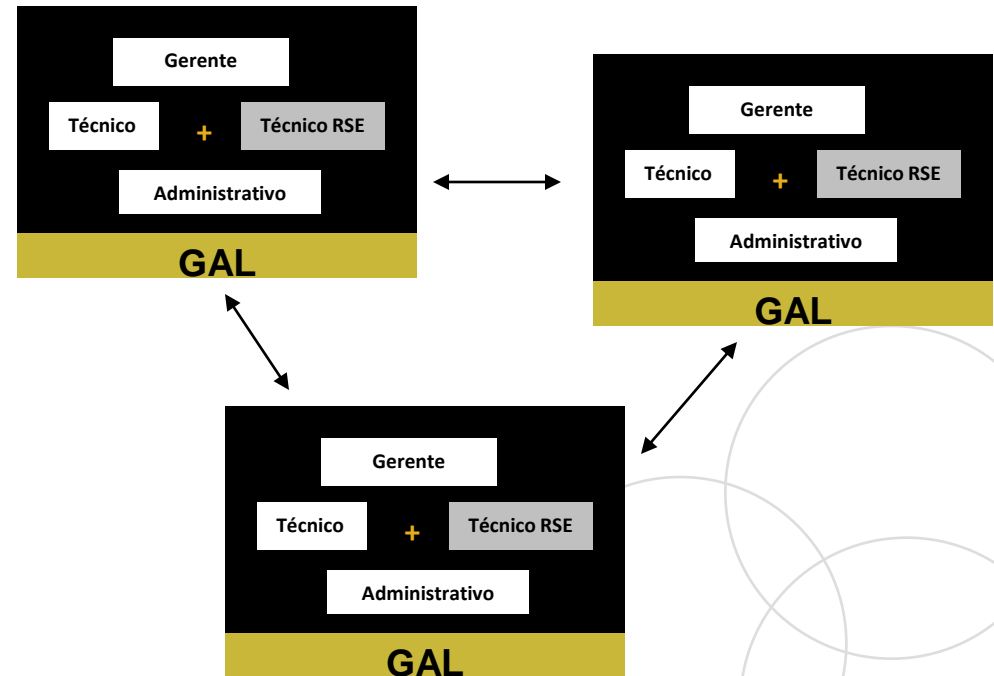 Gerente
Técnico + Técnico RSE
Administrativo
GAL
Gerente
Técnico + Técnico RSE
Administrativo
GAL
Gerente
Técnico + Técnico RSE
Administrativo
GAL